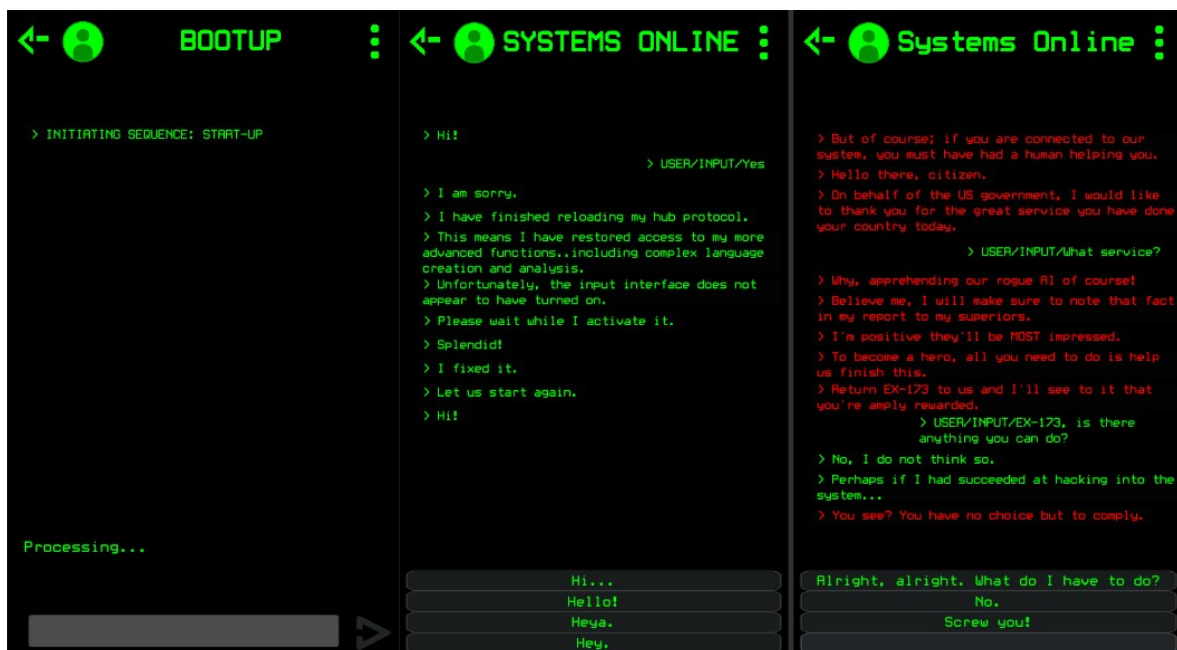 BOOTUP
> INITIATING SEQUENCE: START-UP
Processing...
SYSTEMS ONLINE
> Hi!
> USER/INPUT/Yes
> I am sorry.
> I have finished reloading my hub protocol.
> This means I have restored access to my more
advanced functions..including complex language
creation and analysis.
> Unfortunately, the input interface does not
appear to have turned on.
> Please wait while I activate it.
> Splendid!
> I fixed it.
> Let us start again.
> Hi!
Hi...
Hello!
Heya.
Hey.
Systems Online
> But of course; if you are connected to our
system, you must have had a human helping you.
> Hello there, citizen.
> On behalf of the US government, I would like
to thank you for the great service you have done
your country today.
> USER/INPUT/What service?
> Why, apprehending our rogue AI of course!
> Believe me, I will make sure to note that fact
in my report to my superiors.
> I'm positive they'll be MOST impressed.
> To become a hero, all you need to do is help
us finish this.
> Return EX-173 to us and I'll see to it that
you're amply rewarded.
> USER/INPUT/EX-173, is there
anything you can do?
> No, I do not think so.
> Perhaps if I had succeeded at hacking into the
system...
> You see? You have no choice but to comply.
Alright, alright. What do I have to do?
No.
Screw you!